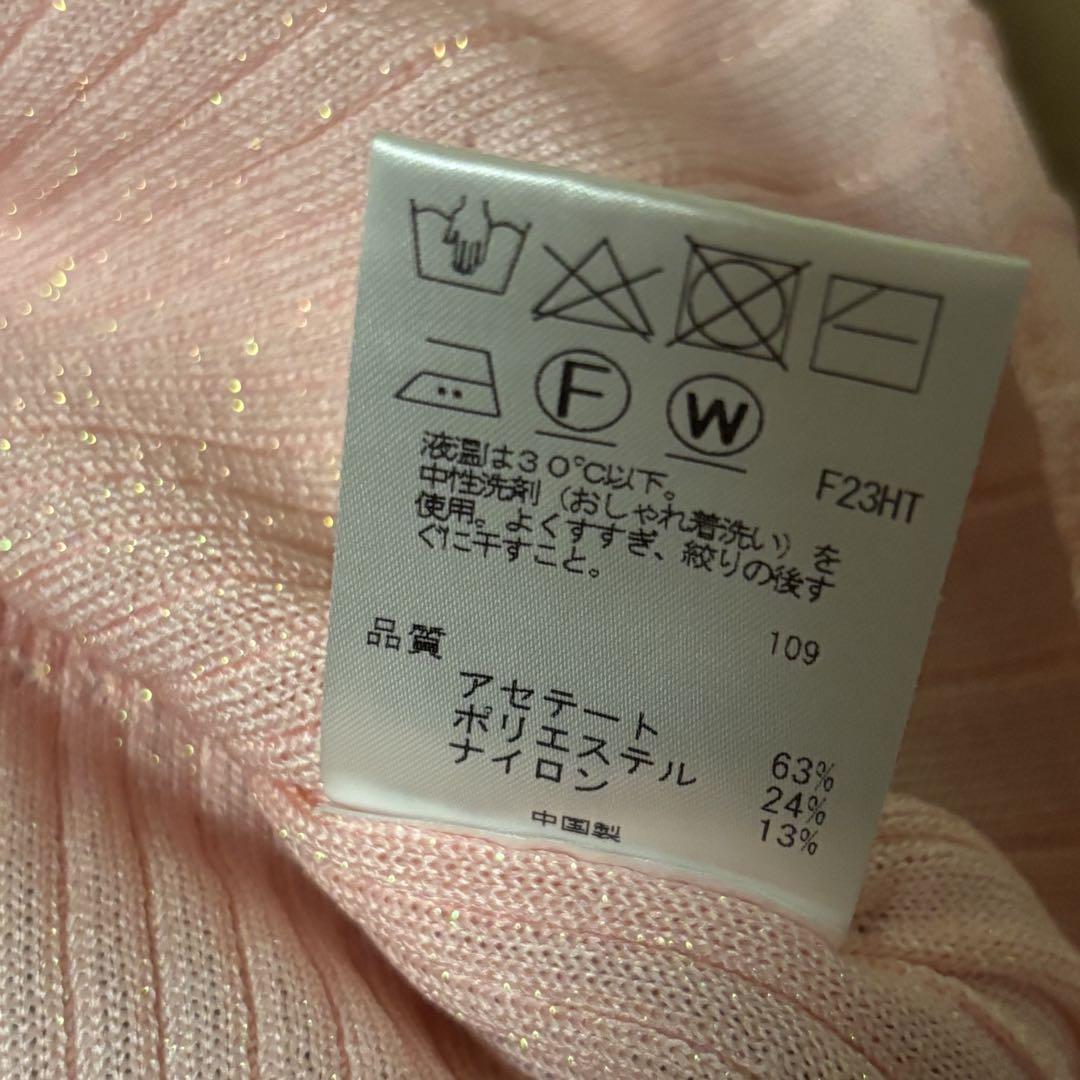 F W
液温は30℃以下。
中性洗剤（おしゃれ着洗い）を
使用。よくすすぎ、絞りの後す
ぐに干すこと。
F23HT
品質 109
アセテート 63%
ポリエステル 24%
ナイロン 13%
中国製